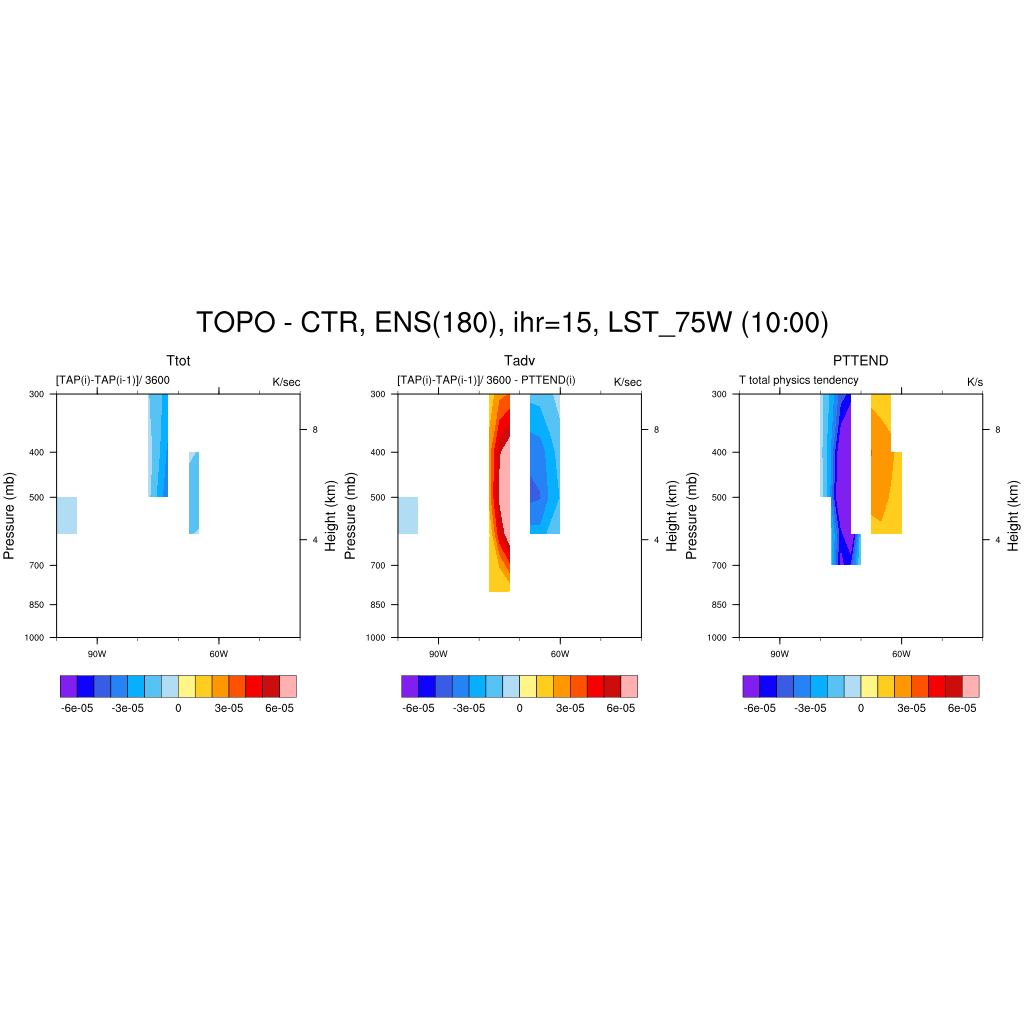 TOPO - CTR, ENS(180), ihr=15, LST_75W (10:00)
Ttot
[TAP(i)-TAP(i-1)]/ 3600 K/sec
300
400
500
700
850
1000
Pressure (mb)
8
4
Height (km)
90W 60W
-6e-05 -3e-05 0 3e-05 6e-05
Tadv
[TAP(i)-TAP(i-1)]/ 3600 - PTTEND(i) K/sec
300
400
500
700
850
1000
Pressure (mb)
8
4
Height (km)
90W 60W
-6e-05 -3e-05 0 3e-05 6e-05
PTTEND
T total physics tendency K/s
300
400
500
700
850
1000
Pressure (mb)
8
4
Height (km)
90W 60W
-6e-05 -3e-05 0 3e-05 6e-05